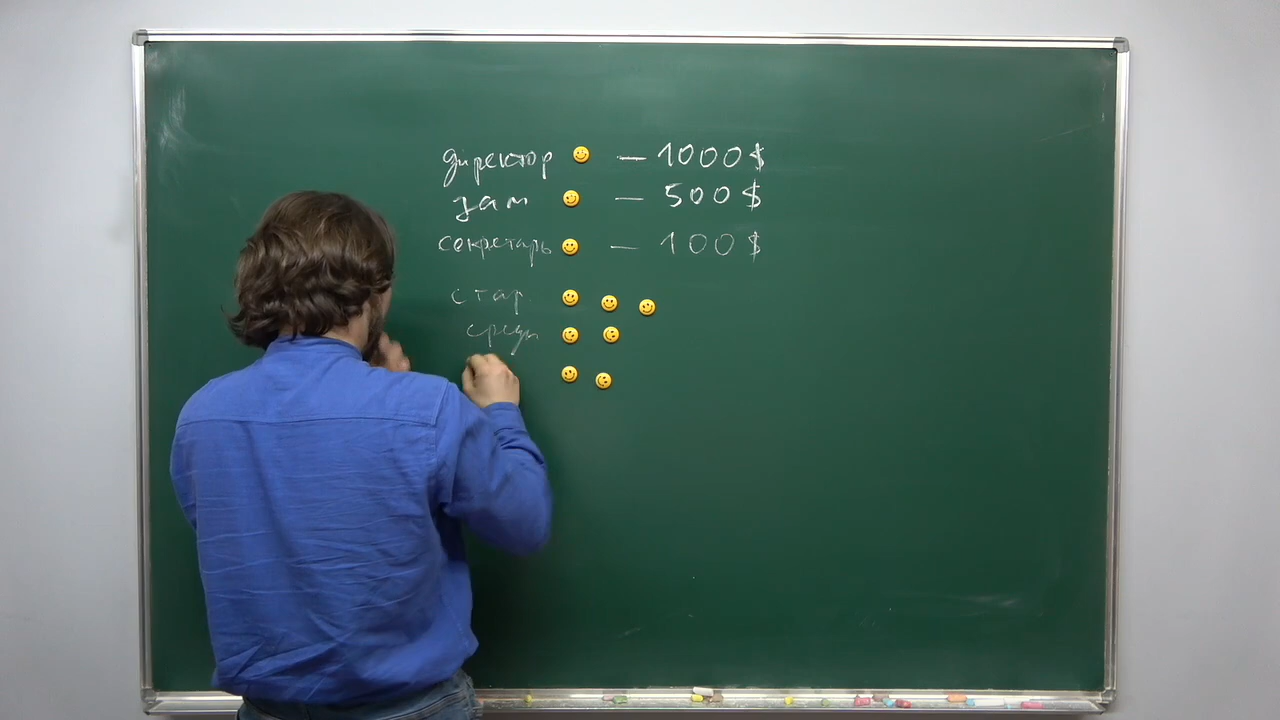 директор — 1000$
зам — 500$
секретарь — 100$
стар.
средн